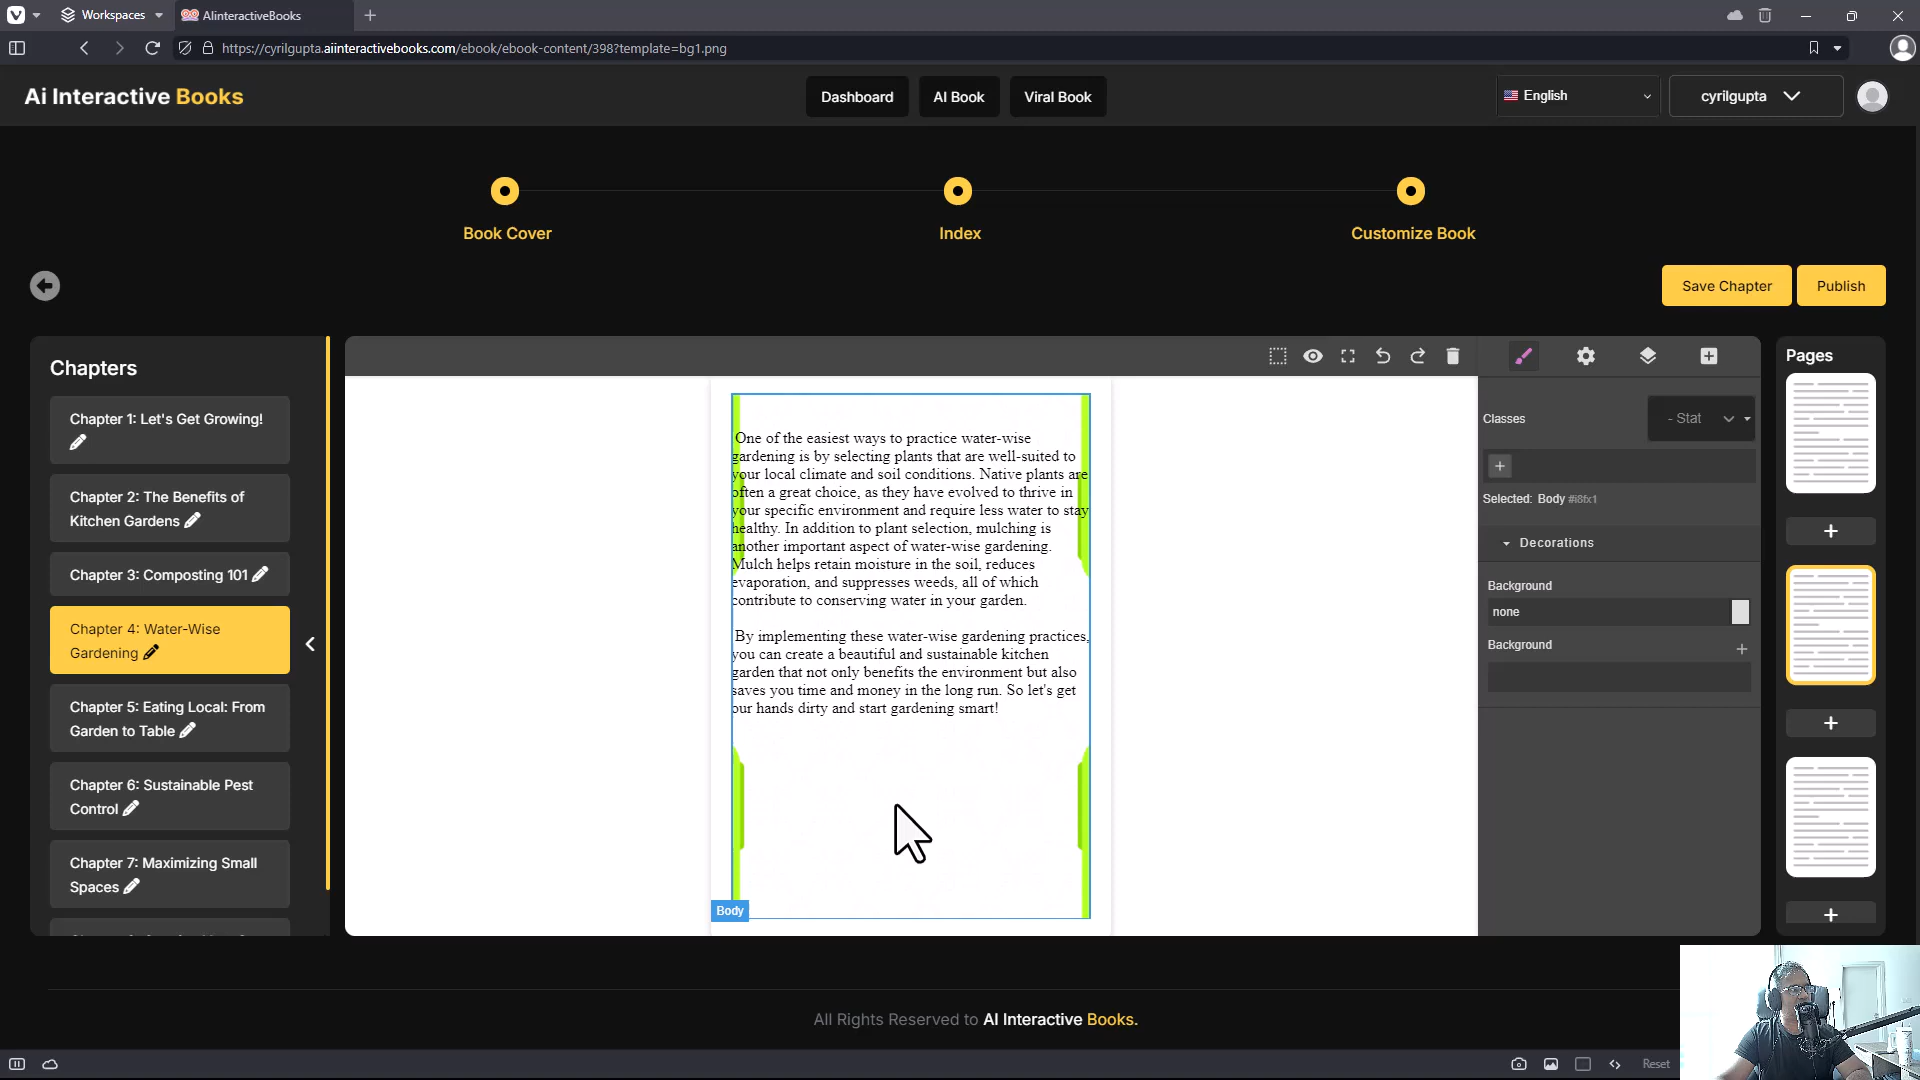 Workspaces
AIinteractiveBooks
https://cyrilgupta.aiinteractivebooks.com/ebook/ebook-content/398?template=bg1.png
Ai Interactive Books
Dashboard
AI Book
Viral Book
English
cyrilgupta
Book Cover
Index
Customize Book
Save Chapter
Publish
Chapters
Chapter 1: Let's Get Growing!
Chapter 2: The Benefits of
Kitchen Gardens
Chapter 3: Composting 101
Chapter 4: Water-Wise
Gardening
Chapter 5: Eating Local: From
Garden to Table
Chapter 6: Sustainable Pest
Control
Chapter 7: Maximizing Small
Spaces
One of the easiest ways to practice water-wise
gardening is by selecting plants that are well-suited to
your local climate and soil conditions. Native plants are
often a great choice, as they have evolved to thrive in
your specific environment and require less water to stay
healthy. In addition to plant selection, mulching is
another important aspect of water-wise gardening.
Mulch helps retain moisture in the soil, reduces
evaporation, and suppresses weeds, all of which
contribute to conserving water in your garden.
By implementing these water-wise gardening practices,
you can create a beautiful and sustainable kitchen
garden that not only benefits the environment but also
saves you time and money in the long run. So let's get
our hands dirty and start gardening smart!
Body
Classes
- Stat
Selected: Body #i8fx1
Decorations
Background
none
Background
Pages
All Rights Reserved to AI Interactive Books.
Reset